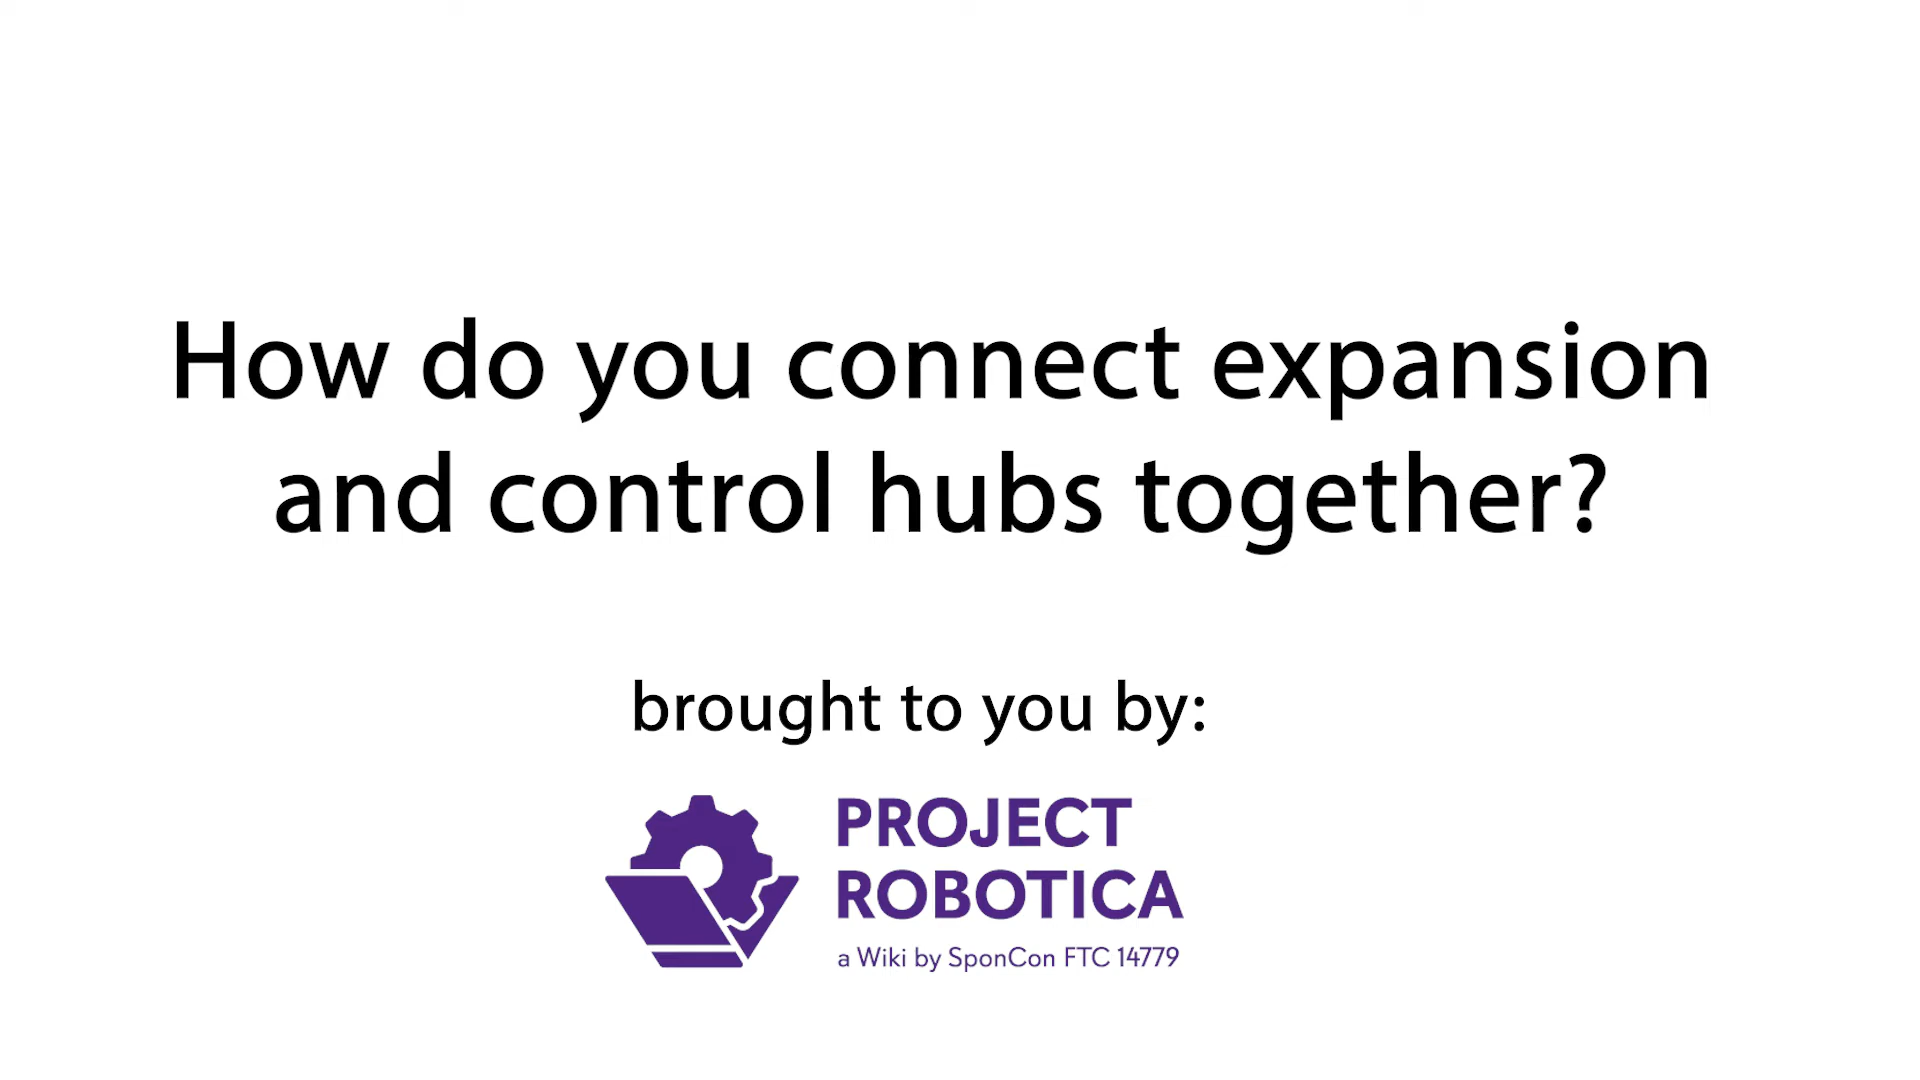 How do you connect expansion
and control hubs together?
brought to you by:
PROJECT
ROBOTICA
a Wiki by SponCon FTC 14779